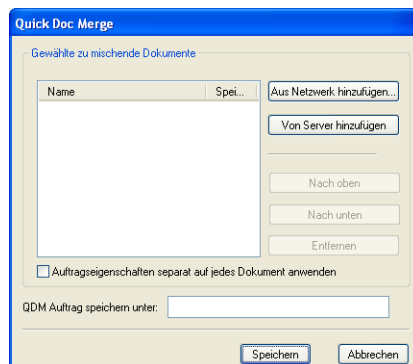 Quick Doc Merge
Gewählte zu mischende Dokumente
Name Spei...
Aus Netzwerk hinzufügen...
Von Server hinzufügen
Nach oben
Nach unten
Entfernen
Auftragseigenschaften separat auf jedes Dokument anwenden
QDM Auftrag speichern unter:
Speichern Abbrechen